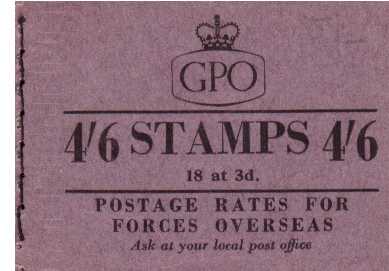 GPO
4/6 STAMPS 4/6
18 at 3d.
POSTAGE RATES FOR
FORCES OVERSEAS
Ask at your local post office